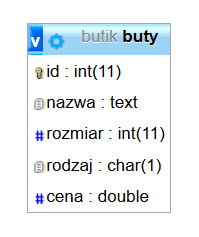 v butik buty
id : int(11)
nazwa : text
# rozmiar : int(11)
rodzaj : char(1)
# cena : double